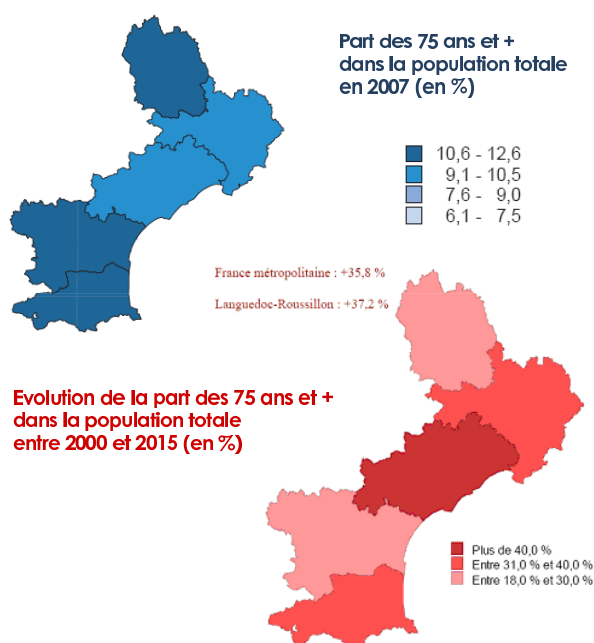 Part des 75 ans et +
dans la population totale
en 2007 (en %)
10,6 - 12,6
9,1 - 10,5
7,6 - 9,0
6,1 - 7,5
France métropolitaine : +35,8 %
Languedoc-Roussillon : +37,2 %
Evolution de la part des 75 ans et +
dans la population totale
entre 2000 et 2015 (en %)
Plus de 40,0 %
Entre 31,0 % et 40,0 %
Entre 18,0 % et 30,0 %